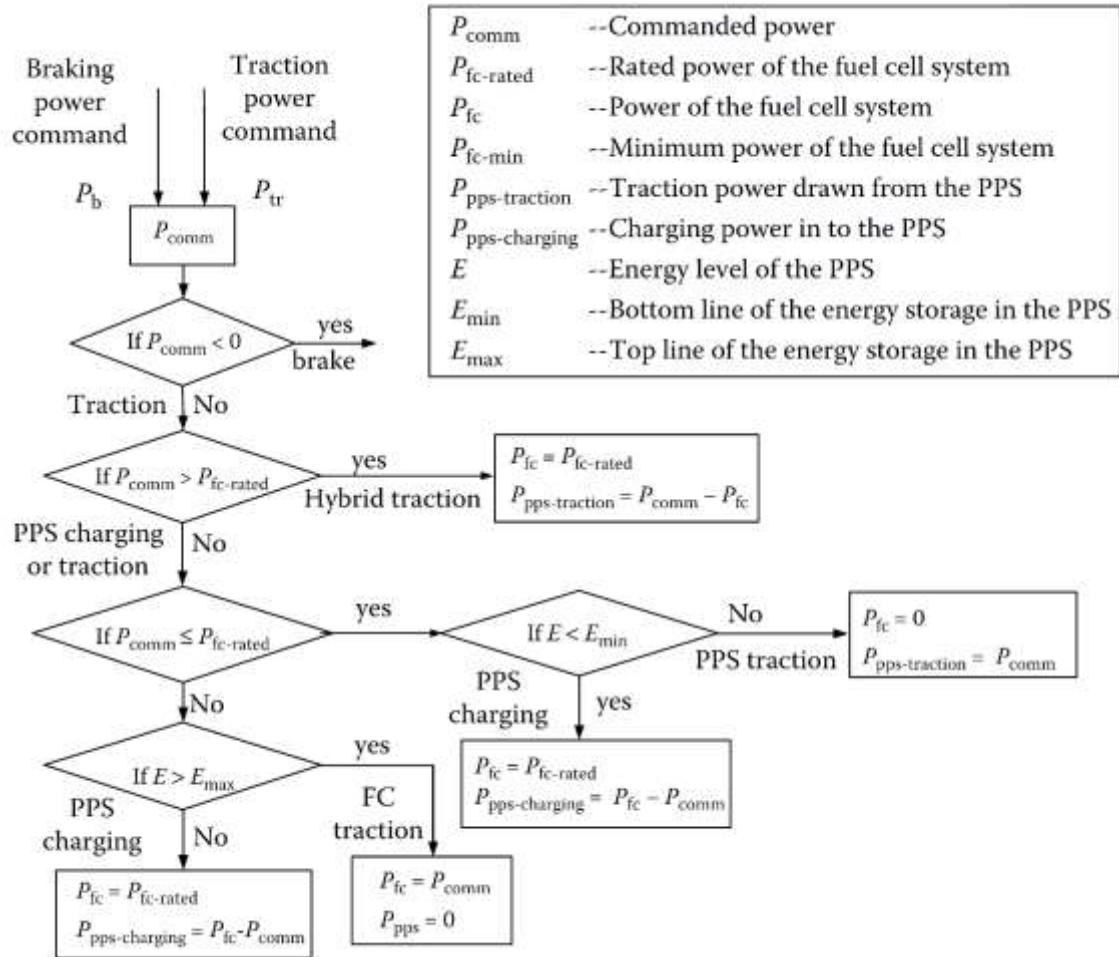 Braking
power
command
Traction
power
command
P_b
P_tr
P_comm
If P_comm < 0
yes
brake
Traction
No
If P_comm > P_fc-rated
yes
Hybrid traction
P_fc = P_fc-rated
P_pps-traction = P_comm – P_fc
PPS charging
or traction
No
If P_comm ≤ P_fc-rated
yes
If E < E_min
No
PPS traction
P_fc = 0
P_pps-traction = P_comm
PPS
charging
yes
P_fc = P_fc-rated
P_pps-charging = P_fc – P_comm
No
If E > E_max
yes
FC
traction
PPS
charging
No
P_fc = P_fc-rated
P_pps-charging = P_fc-P_comm
P_fc = P_comm
P_pps = 0
P_comm --Commanded power
P_fc-rated --Rated power of the fuel cell system
P_fc --Power of the fuel cell system
P_fc-min --Minimum power of the fuel cell system
P_pps-traction --Traction power drawn from the PPS
P_pps-charging --Charging power in to the PPS
E --Energy level of the PPS
E_min --Bottom line of the energy storage in the PPS
E_max --Top line of the energy storage in the PPS